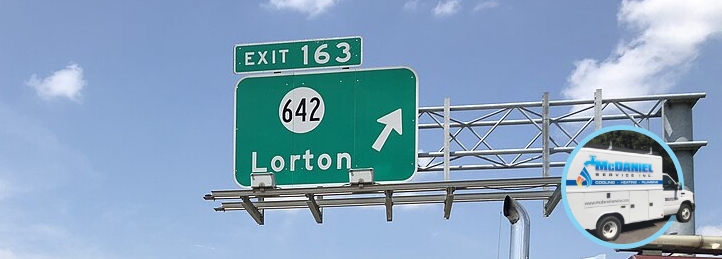 EXIT 163
642
Lorton
McDANIEL
SERVICE INC.
COOLING - HEATING - PLUMBING